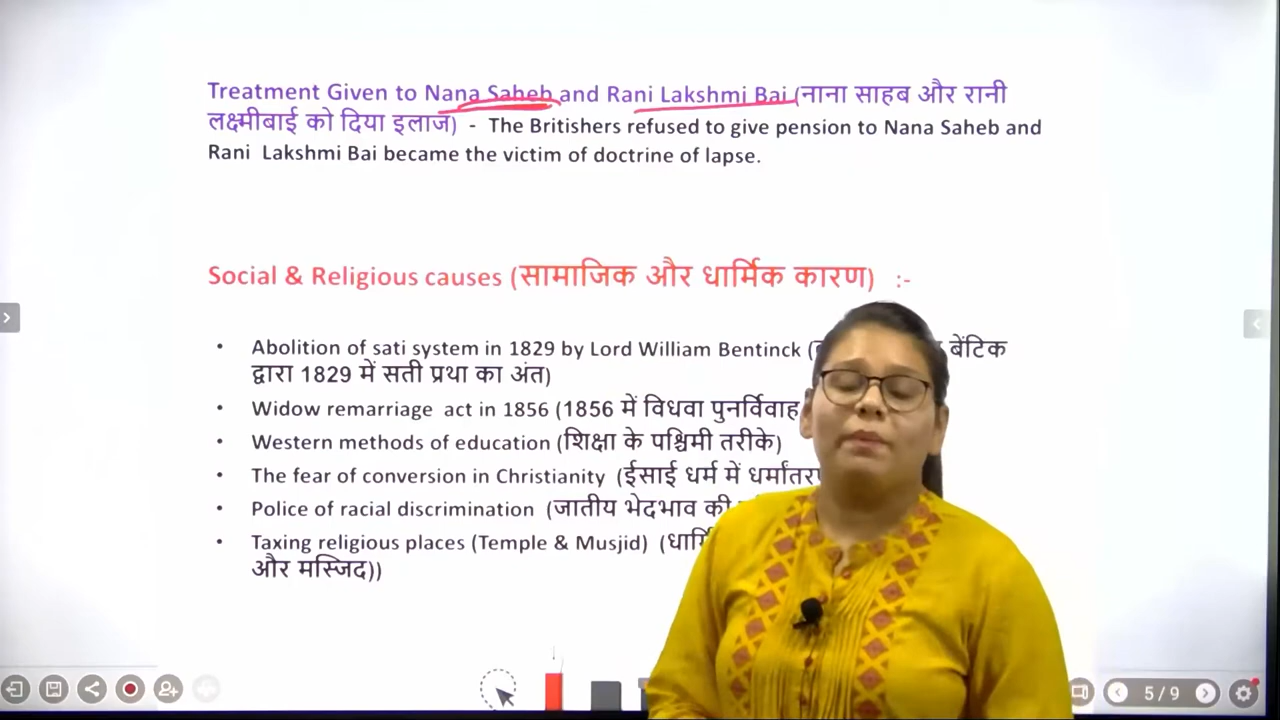 Treatment Given to Nana Saheb and Rani Lakshmi Bai (नाना साहब और रानी
लक्ष्मीबाई को दिया इलाज) - The Britishers refused to give pension to Nana Saheb and
Rani Lakshmi Bai became the victim of doctrine of lapse.
Social & Religious causes (सामाजिक और धार्मिक कारण) :-
• Abolition of sati system in 1829 by Lord William Bentinck ( बेंटिक
द्वारा 1829 में सती प्रथा का अंत)
• Widow remarriage act in 1856 (1856 में विधवा पुनर्विवाह
• Western methods of education (शिक्षा के पश्चिमी तरीके)
• The fear of conversion in Christianity (ईसाई धर्म में
• Police of racial discrimination (जातीय भेदभाव की
• Taxing religious places (Temple & Musjid)
और मस्जिद))
5/9